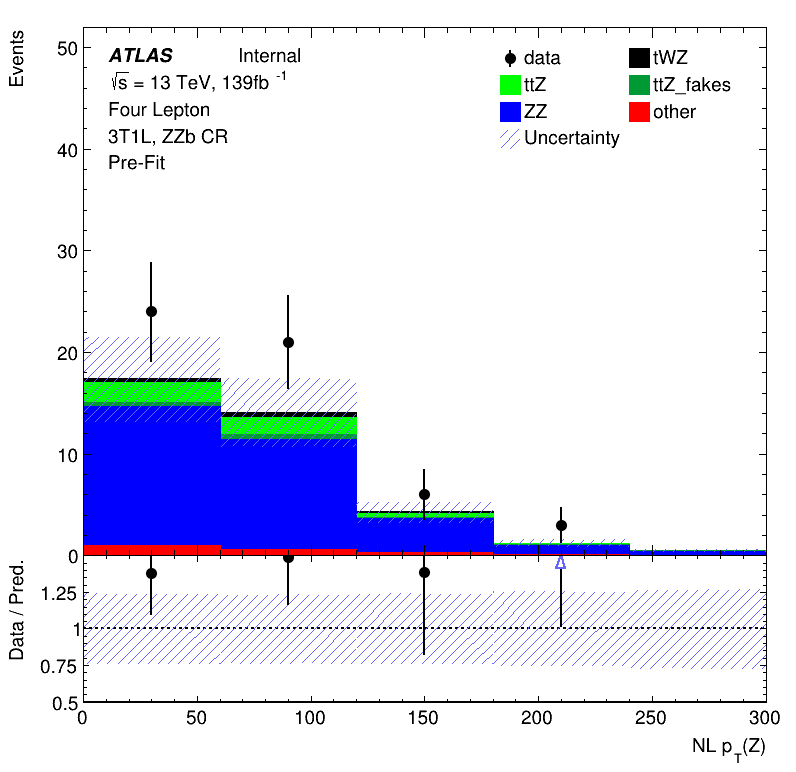 Events
50
40
30
20
10
0
ATLAS Internal
√s = 13 TeV, 139fb -1
Four Lepton
3T1L, ZZb CR
Pre-Fit
data
tWZ
ttZ
ttZ_fakes
ZZ
other
Uncertainty
Data / Pred.
1.25
1
0.75
0.5
0 50 100 150 200 250 300
NL pT(Z)